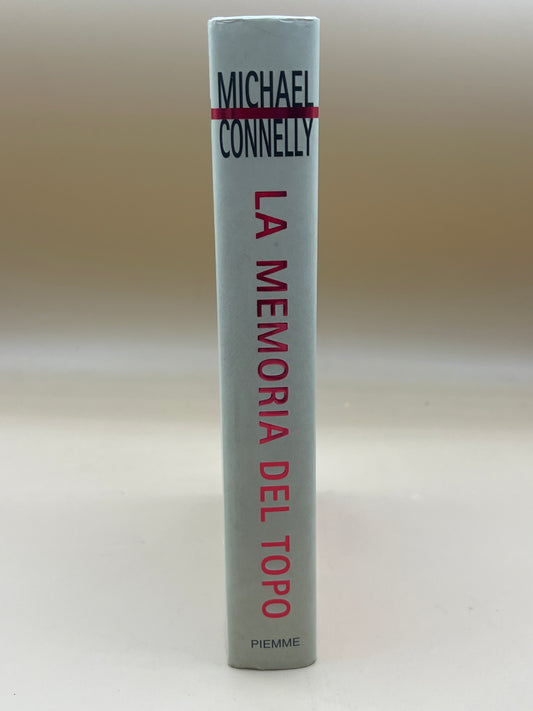 MICHAEL
CONNELLY
LA MEMORIA DEL TOPO
PIEMME